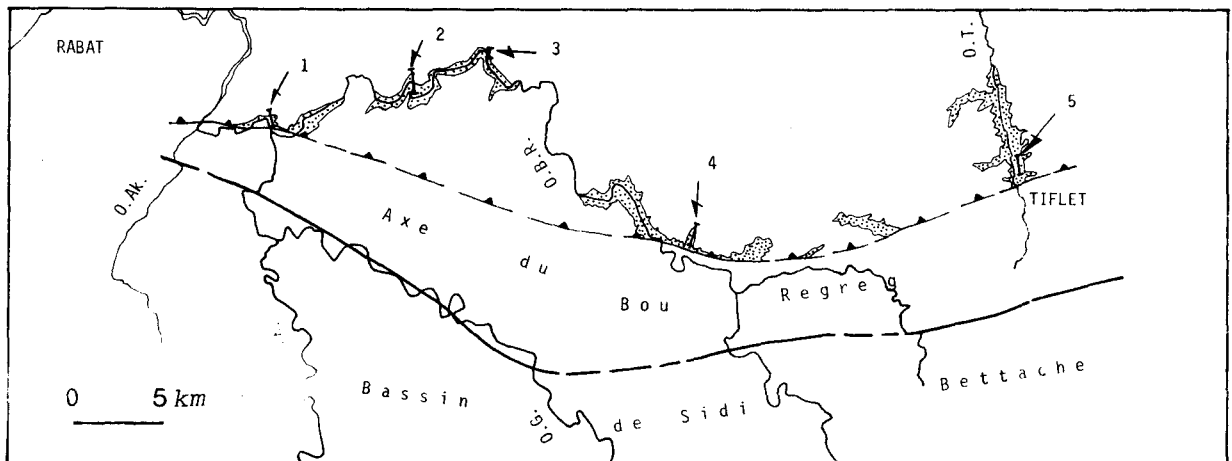 RABAT
1
2
3
O.T.
5
O.B.R.
4
O.Ak.
TIFLET
Axe du Bou Regreg
0 5 km
Bassin de Sidi Bettache
O.G.